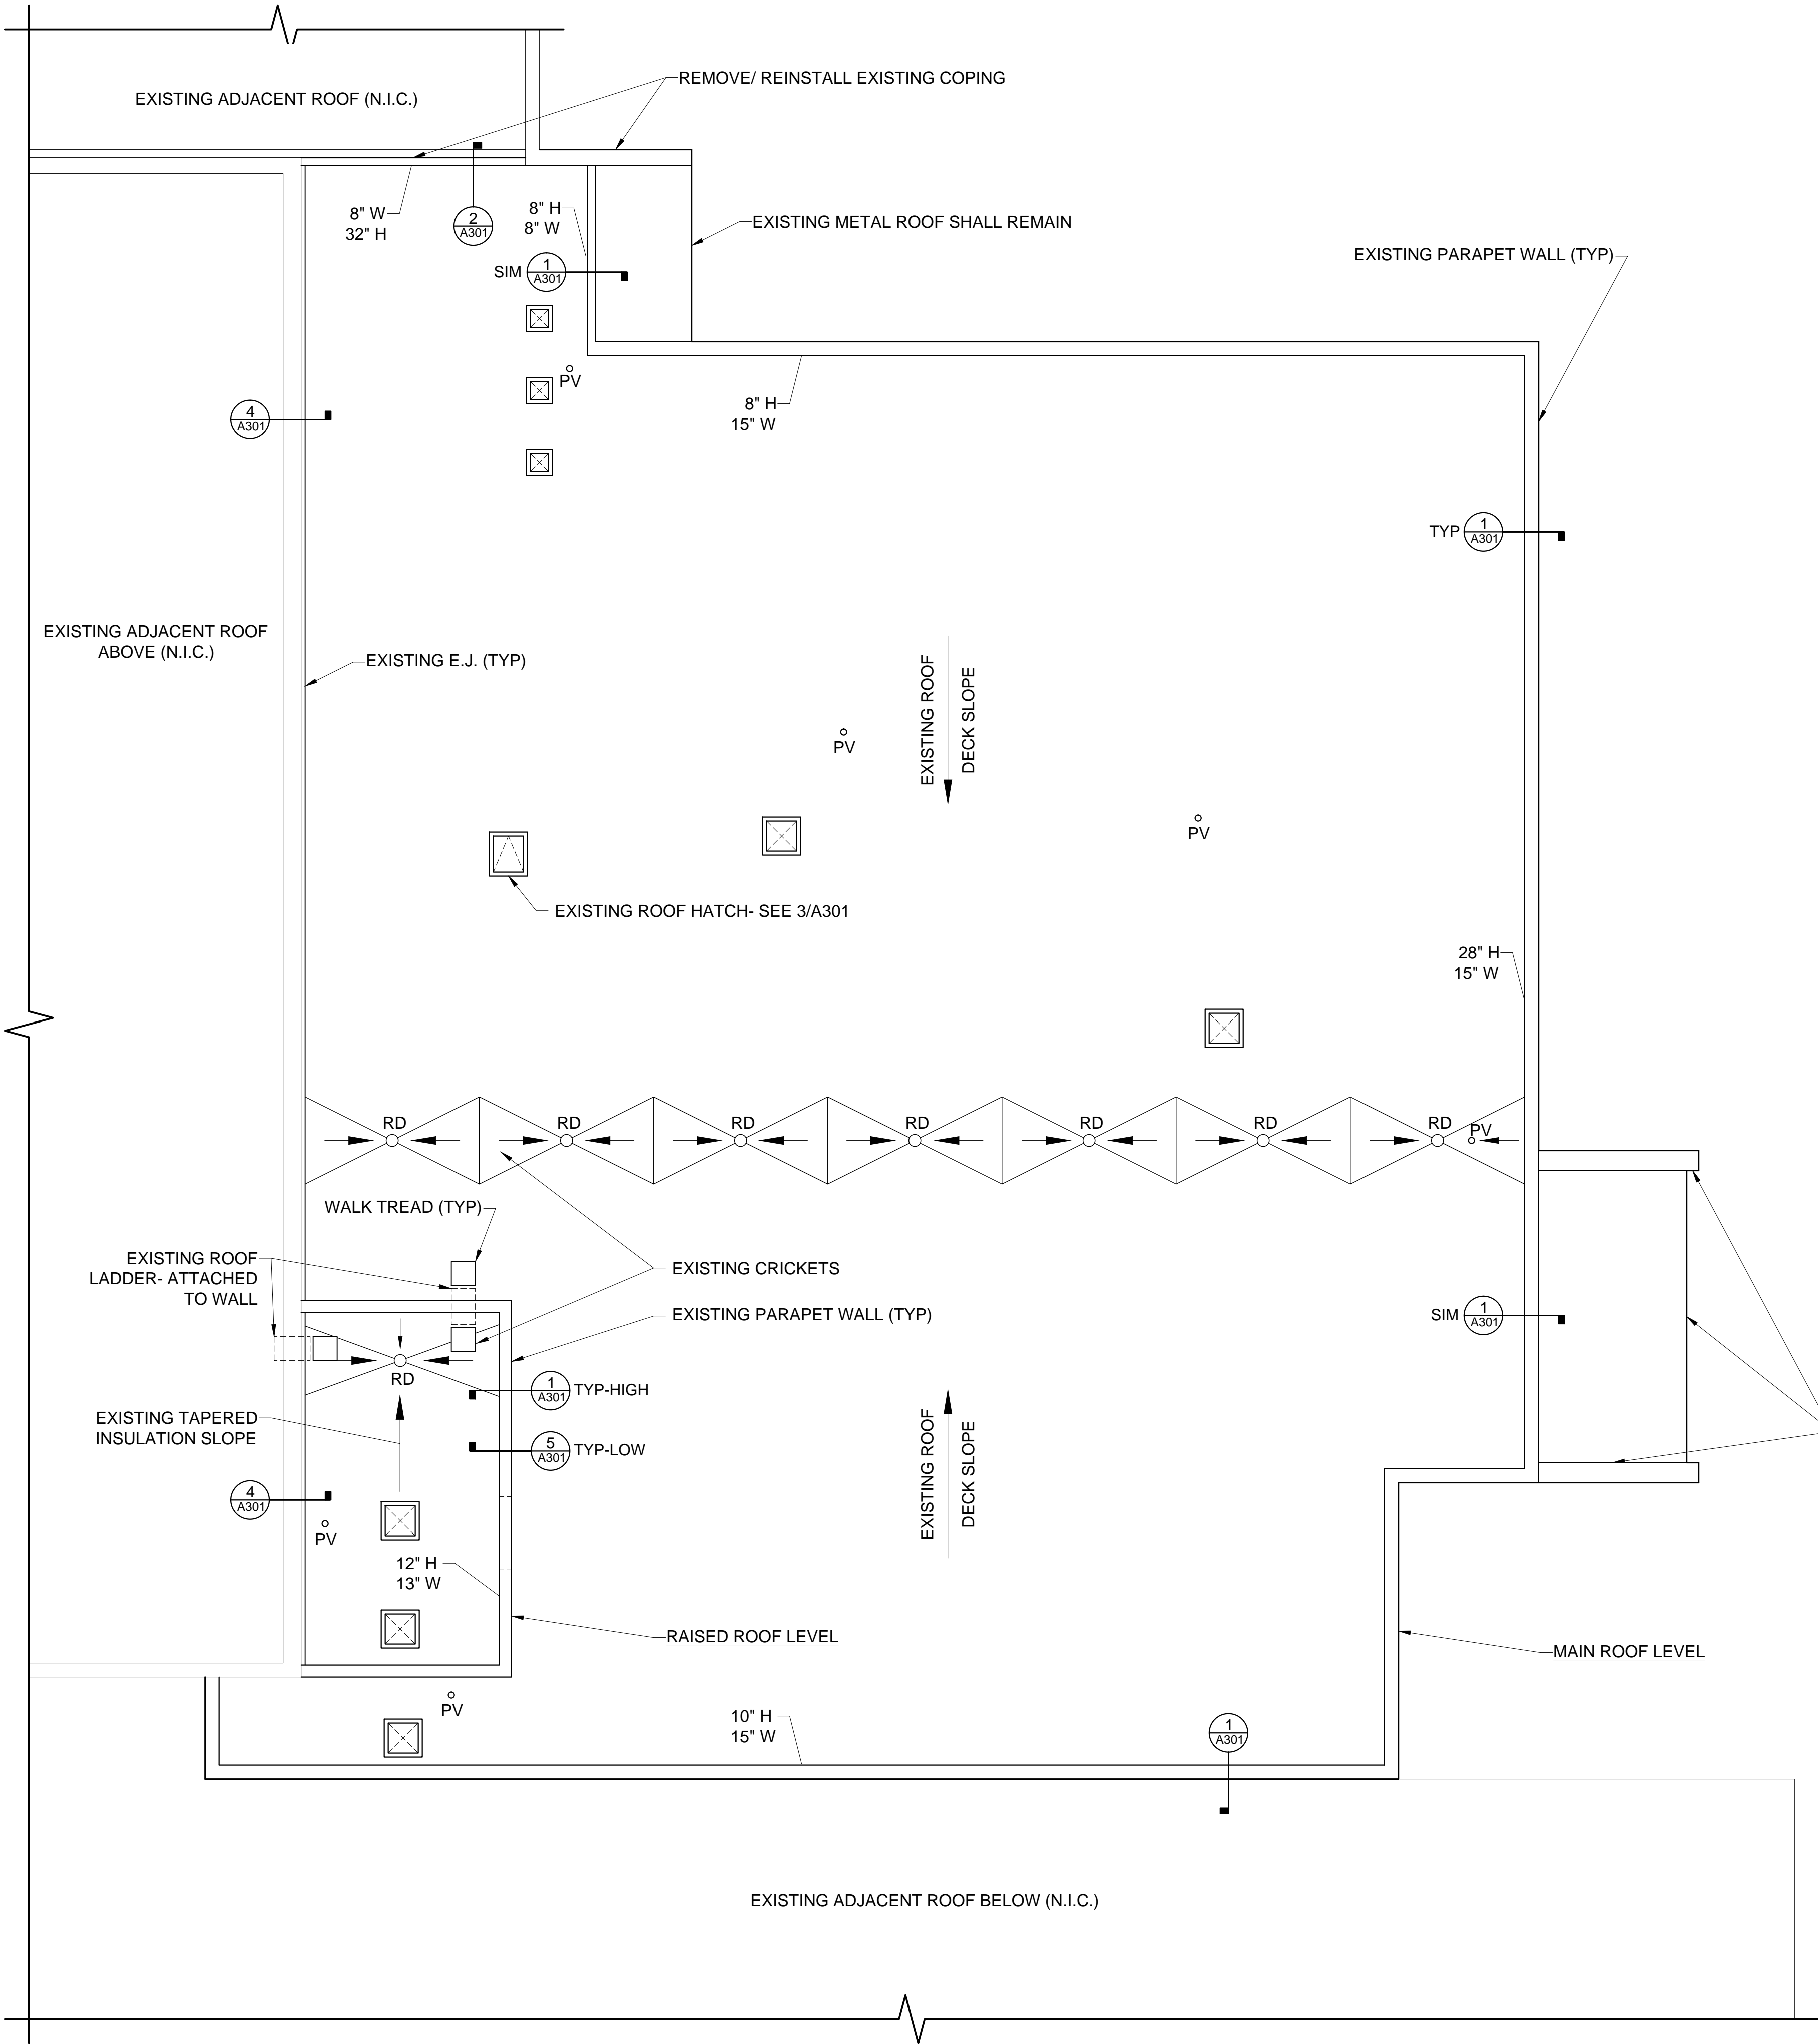 REMOVE/ REINSTALL EXISTING COPING
EXISTING ADJACENT ROOF (N.I.C.)
8" W
32" H
2
A301
8" H
8" W
EXISTING METAL ROOF SHALL REMAIN
EXISTING PARAPET WALL (TYP)
SIM
1
A301
PV
8" H
15" W
4
A301
TYP
1
A301
EXISTING ADJACENT ROOF
ABOVE (N.I.C.)
EXISTING E.J. (TYP)
EXISTING ROOF
DECK SLOPE
PV
PV
EXISTING ROOF HATCH- SEE 3/A301
28" H
15" W
RD
RD
RD
RD
RD
RD
RD
PV
WALK TREAD (TYP)
EXISTING ROOF
LADDER- ATTACHED
TO WALL
EXISTING CRICKETS
EXISTING PARAPET WALL (TYP)
SIM
1
A301
RD
1
A301
TYP-HIGH
EXISTING TAPERED
INSULATION SLOPE
5
A301
TYP-LOW
EXISTING ROOF
DECK SLOPE
4
A301
PV
12" H
13" W
RAISED ROOF LEVEL
MAIN ROOF LEVEL
PV
10" H
15" W
1
A301
EXISTING ADJACENT ROOF BELOW (N.I.C.)